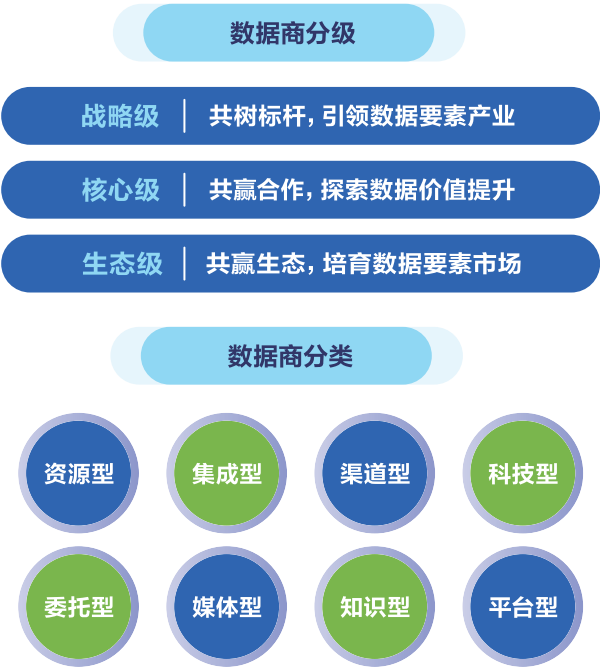 数据商分级
战略级 共树标杆，引领数据要素产业
核心级 共赢合作，探索数据价值提升
生态级 共赢生态，培育数据要素市场
数据商分类
资源型 集成型 渠道型 科技型
委托型 媒体型 知识型 平台型